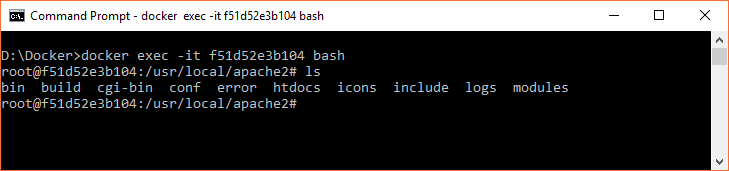 Command Prompt - docker exec -it f51d52e3b104 bash
D:\Docker>docker exec -it f51d52e3b104 bash
root@f51d52e3b104:/usr/local/apache2# ls
bin  build  cgi-bin  conf  error  htdocs  icons  include  logs  modules
root@f51d52e3b104:/usr/local/apache2#